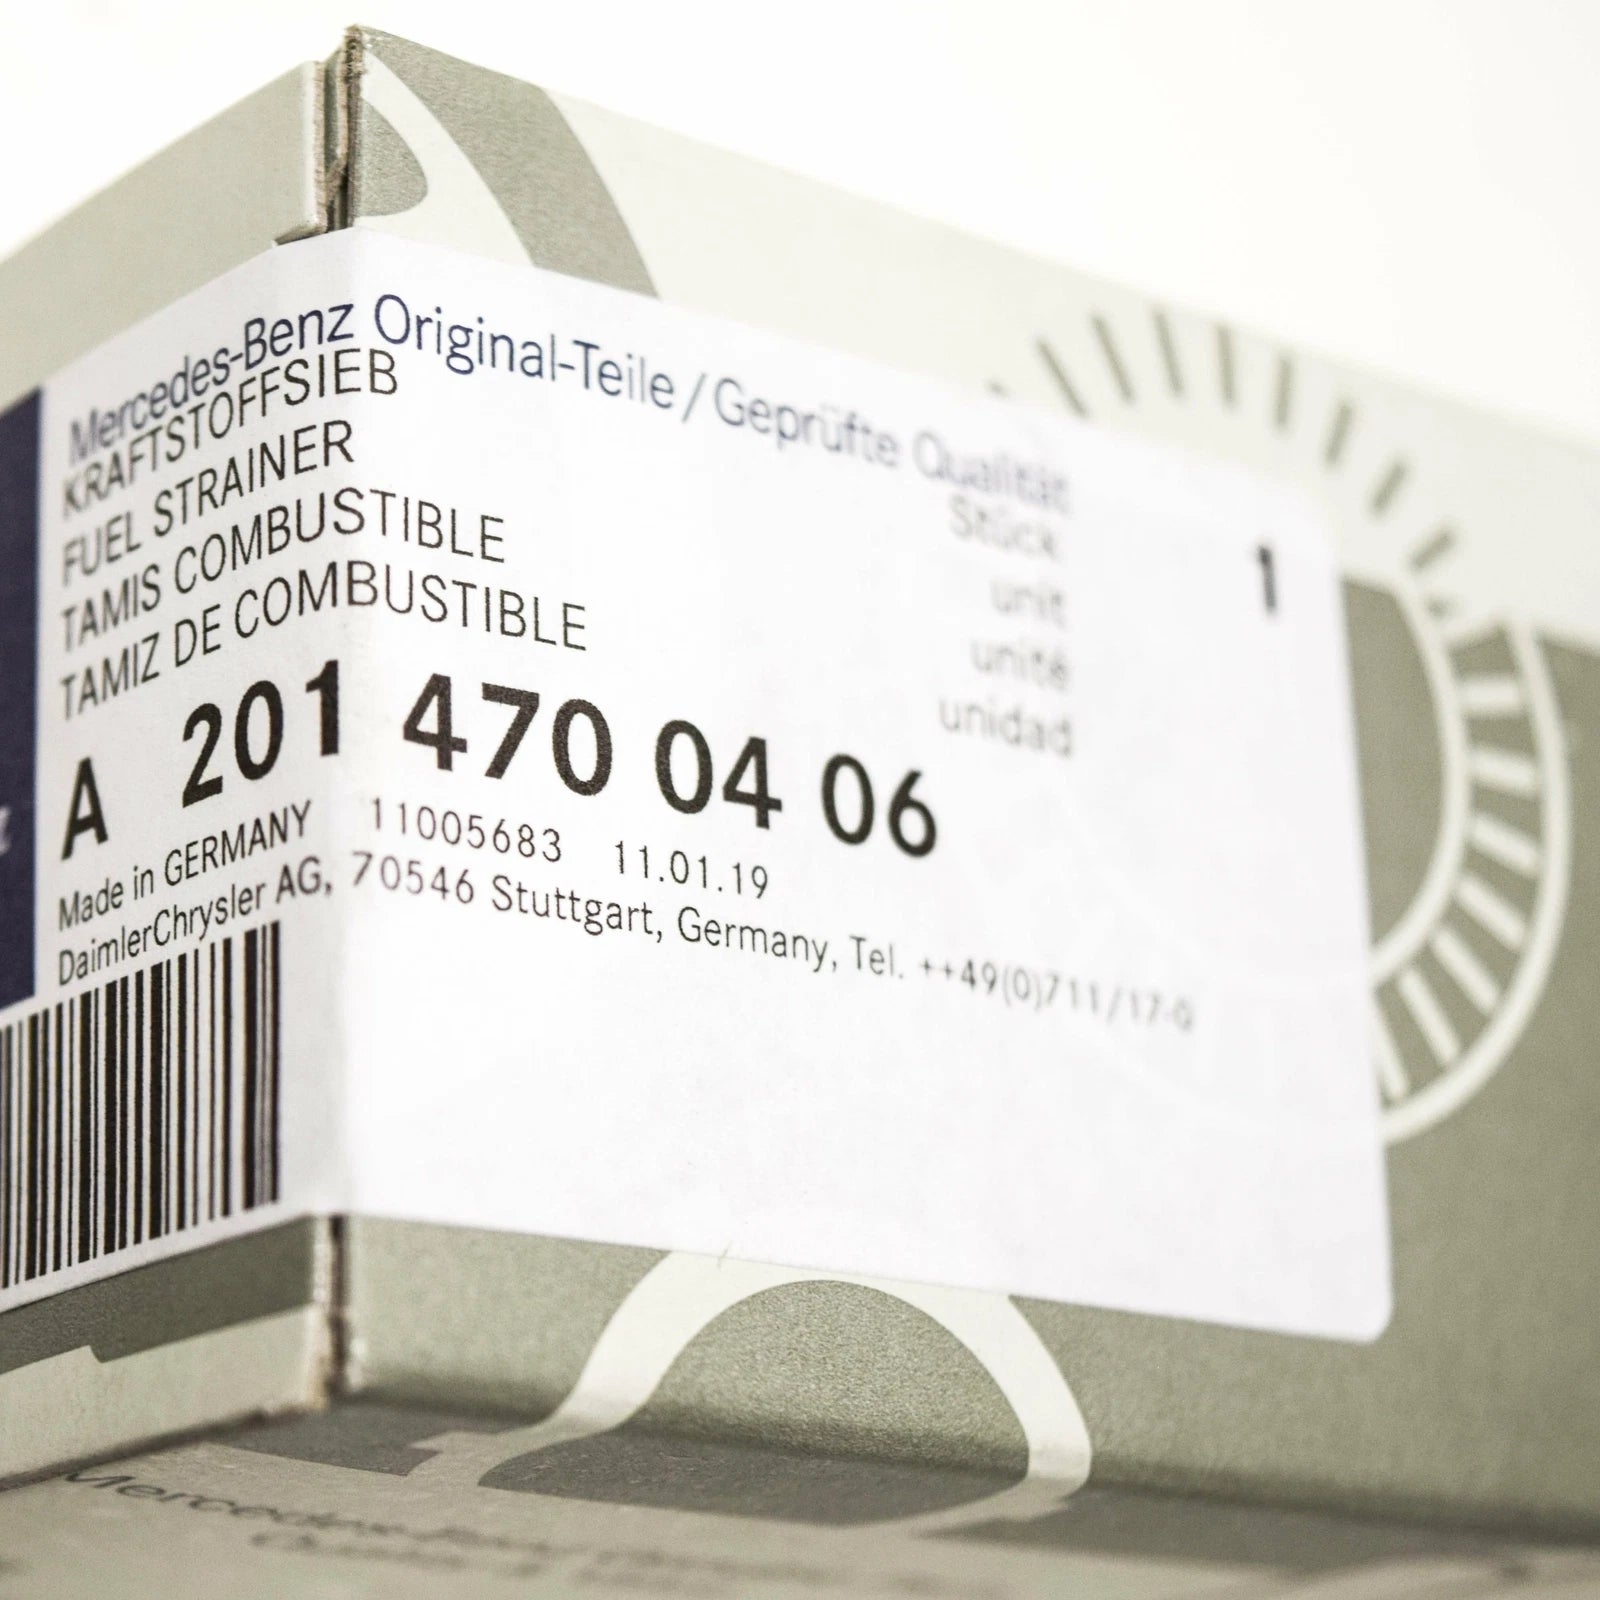 Mercedes-Benz Original-Teile / Geprüfte Qualität
KRAFTSTOFFSIEB
FUEL STRAINER
TAMIS COMBUSTIBLE
TAMIZ DE COMBUSTIBLE
Stück
unit
unité
unidad
1
A 201 470 04 06
Made in GERMANY 11005683 11.01.19
DaimlerChrysler AG, 70546 Stuttgart, Germany, Tel. ++49(0)711/17-0
Mercedes-Benz